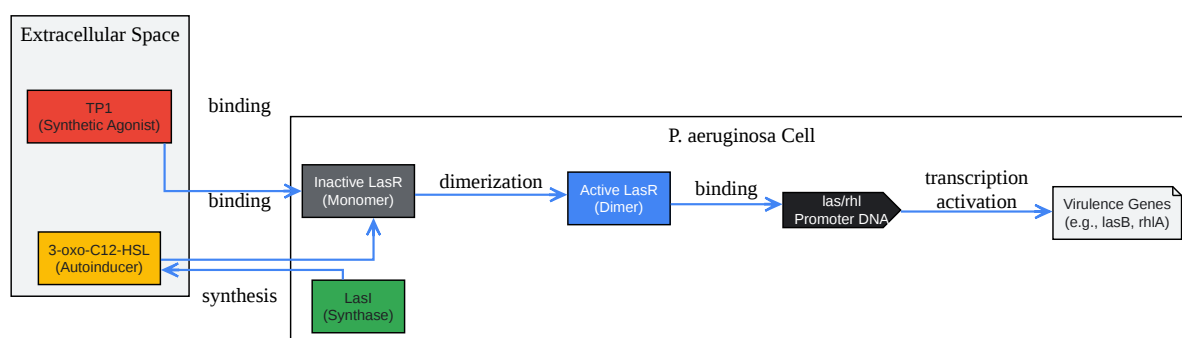 Extracellular Space
TP1
(Synthetic Agonist)
binding
P. aeruginosa Cell
Inactive LasR
(Monomer)
binding
dimerization
Active LasR
(Dimer)
binding
las/rhl
Promoter DNA
transcription
activation
Virulence Genes
(e.g., lasB, rhlA)
3-oxo-C12-HSL
(Autoinducer)
synthesis
LasI
(Synthase)